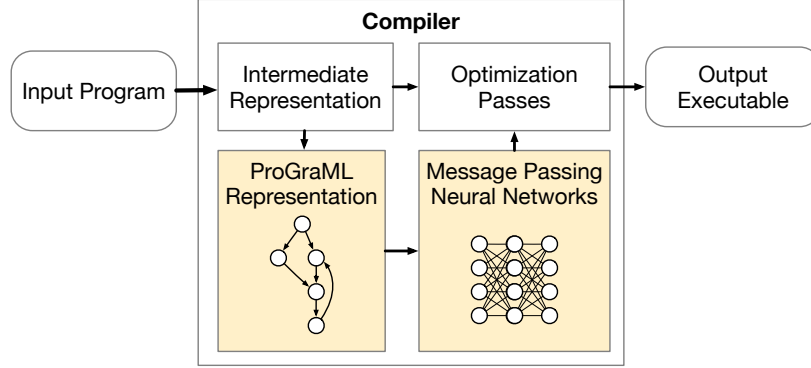 Compiler
Input Program
Intermediate
Representation
Optimization
Passes
Output
Executable
ProGraML
Representation
Message Passing
Neural Networks